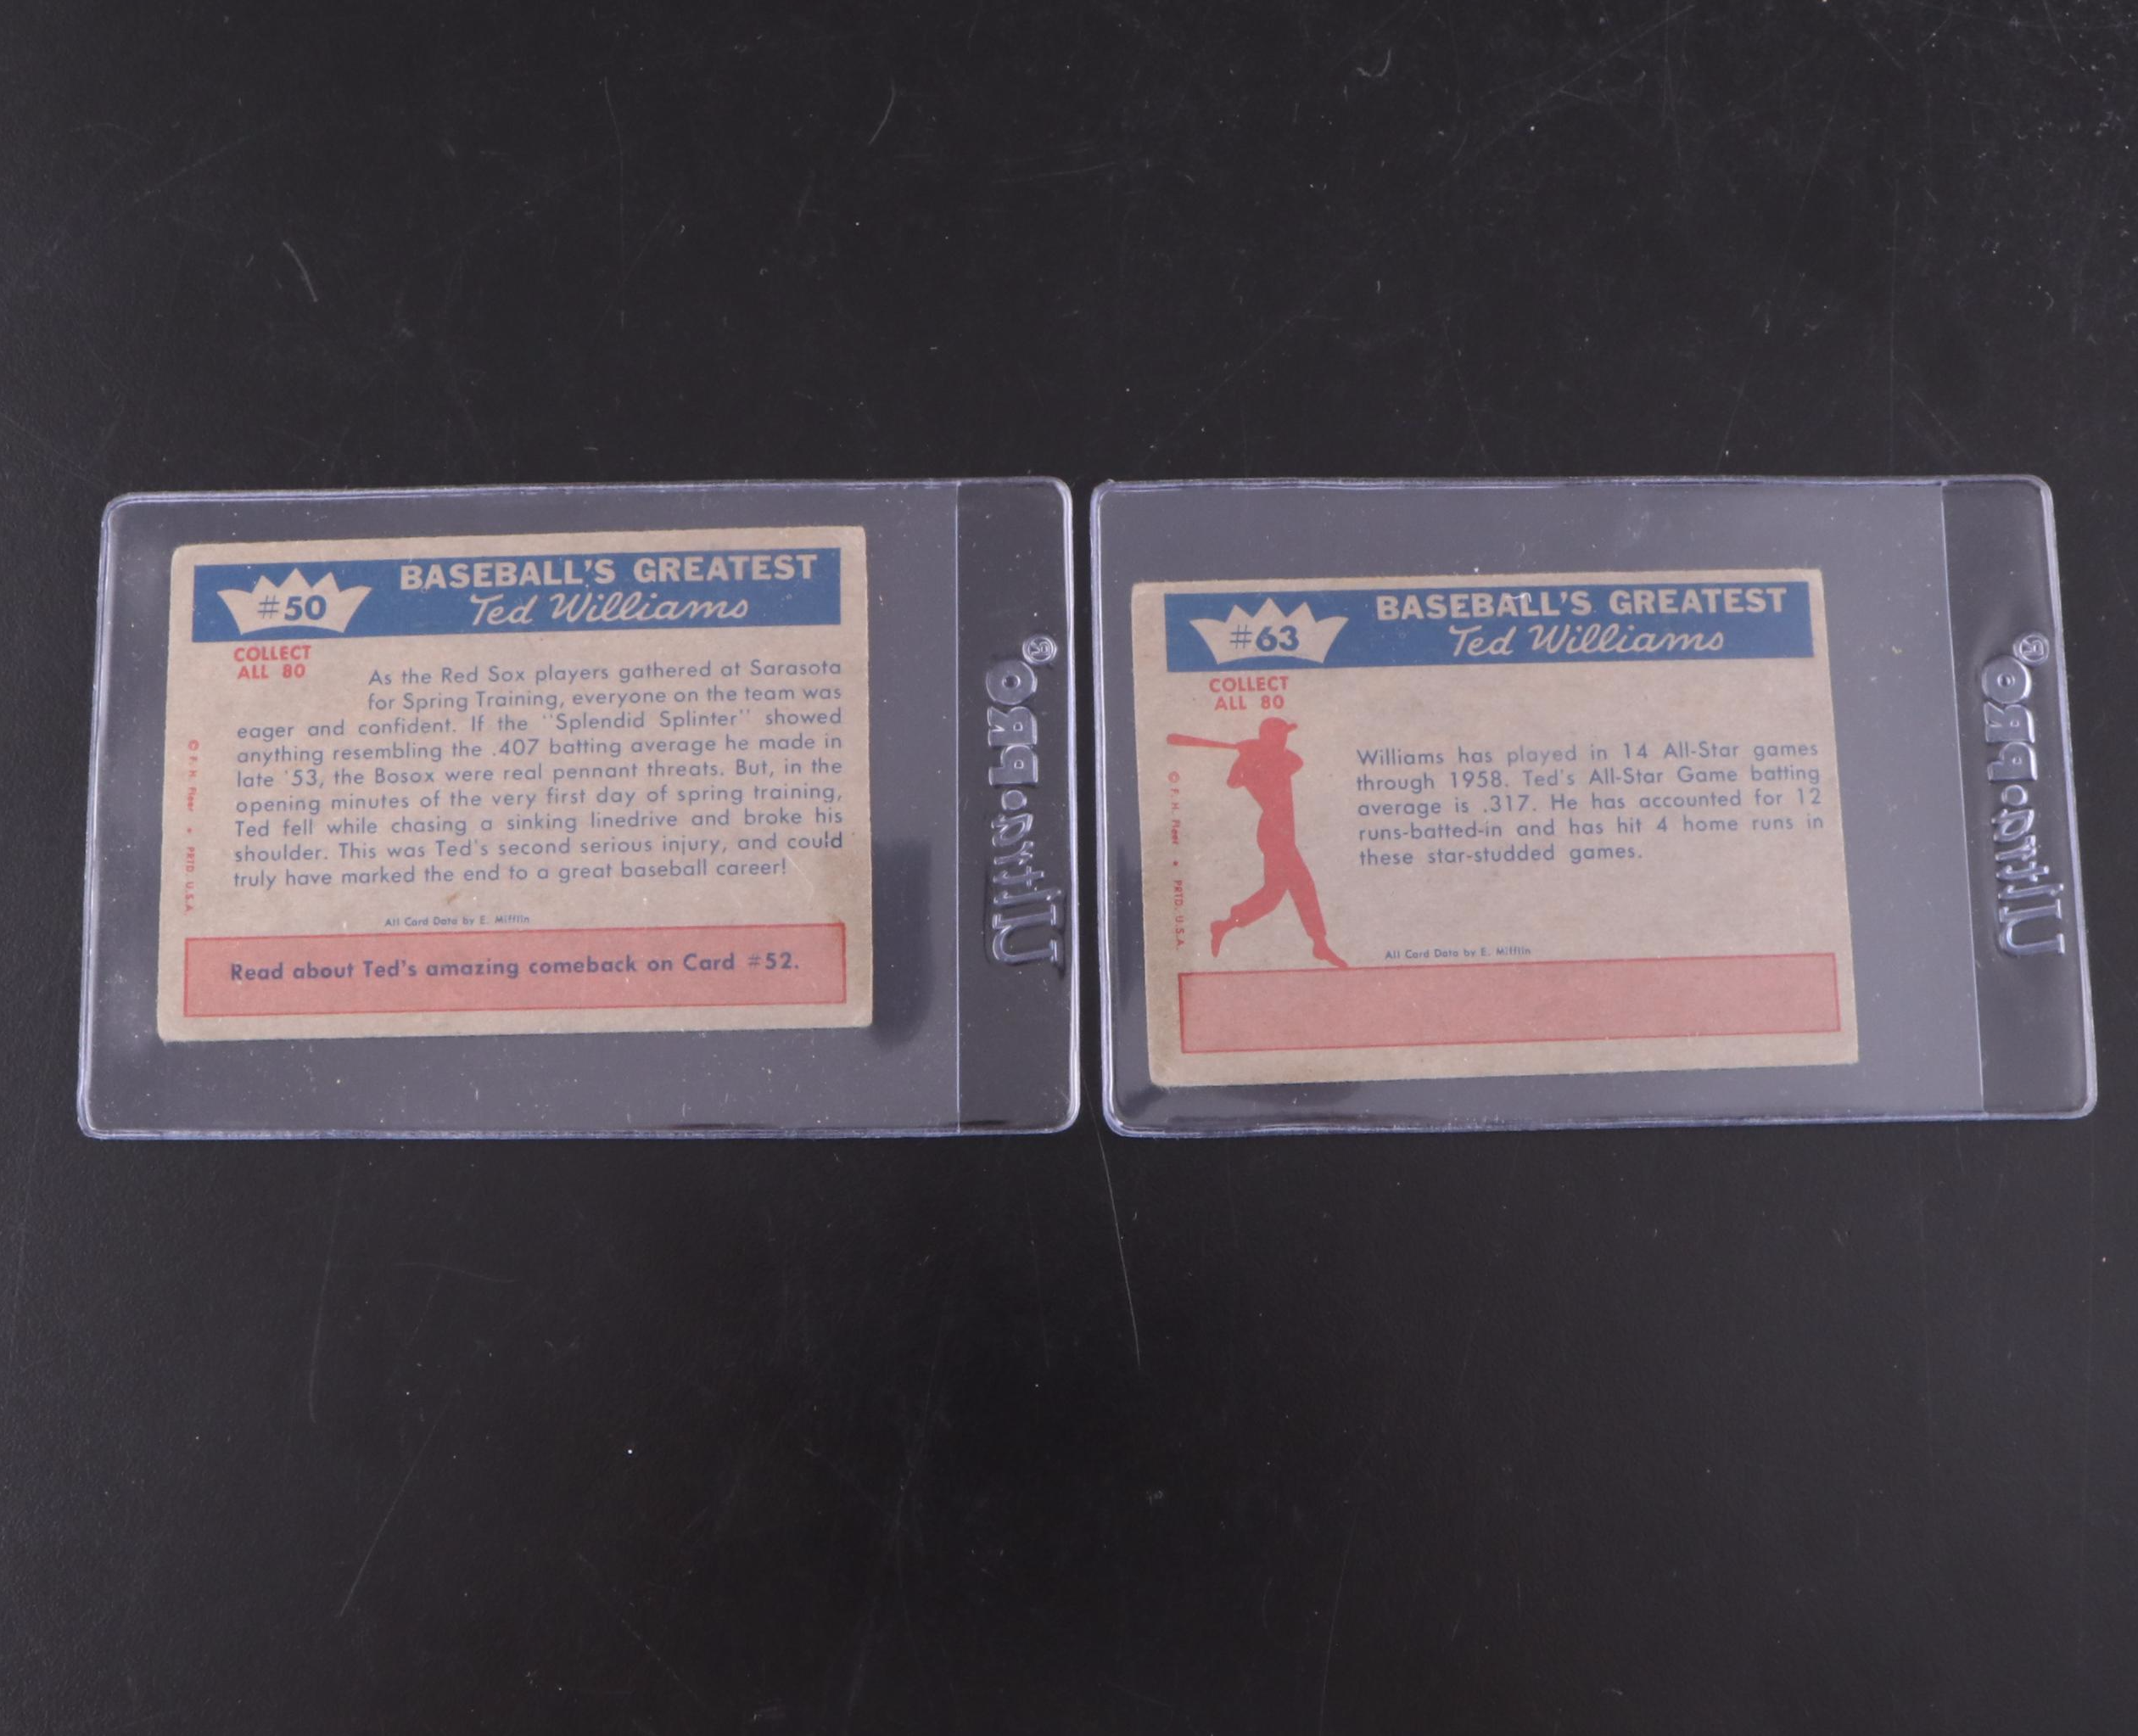 #50
BASEBALL'S GREATEST
Ted Williams
COLLECT
ALL 80
As the Red Sox players gathered at Sarasota
for Spring Training, everyone on the team was
eager and confident. If the "Splendid Splinter" showed
anything resembling the .407 batting average he made in
late '53, the Bosox were real pennant threats. But, in the
opening minutes of the very first day of spring training,
Ted fell while chasing a sinking linedrive and broke his
shoulder. This was Ted's second serious injury, and could
truly have marked the end to a great baseball career!
© F. H. Fleer • PRTD. U.S.A.
All Card Data by E. Mifflin
Read about Ted's amazing comeback on Card #52.
Ultra•PRO®
#63
BASEBALL'S GREATEST
Ted Williams
COLLECT
ALL 80
Williams has played in 14 All-Star games
through 1958. Ted's All-Star Game batting
average is .317. He has accounted for 12
runs-batted-in and has hit 4 home runs in
these star-studded games.
© F. H. Fleer • PRTD. U.S.A.
All Card Data by E. Mifflin
Ultra•PRO®